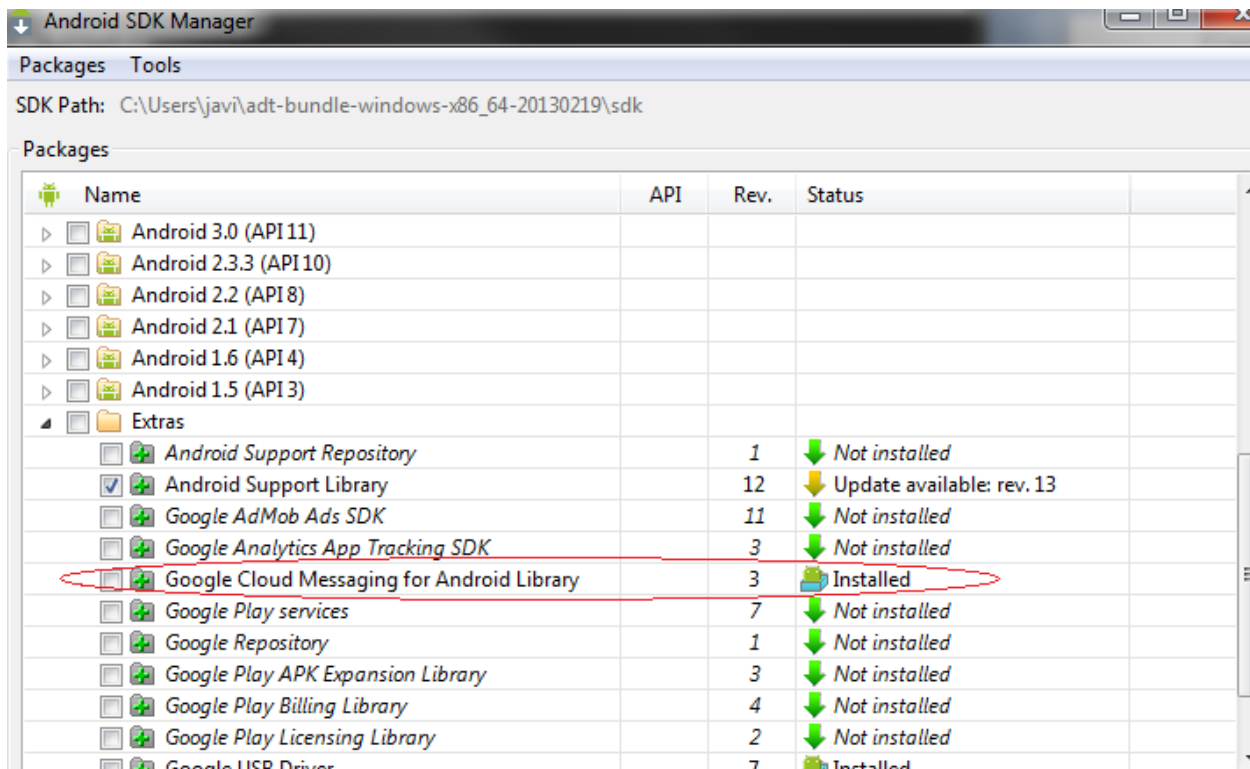 Android SDK Manager
Packages Tools
SDK Path: C:\Users\javi\adt-bundle-windows-x86_64-20130219\sdk
Packages
Name API Rev. Status
Android 3.0 (API 11)
Android 2.3.3 (API 10)
Android 2.2 (API 8)
Android 2.1 (API 7)
Android 1.6 (API 4)
Android 1.5 (API 3)
Extras
Android Support Repository 1 Not installed
Android Support Library 12 Update available: rev. 13
Google AdMob Ads SDK 11 Not installed
Google Analytics App Tracking SDK 3 Not installed
Google Cloud Messaging for Android Library 3 Installed
Google Play services 7 Not installed
Google Repository 1 Not installed
Google Play APK Expansion Library 3 Not installed
Google Play Billing Library 4 Not installed
Google Play Licensing Library 2 Not installed
Google USB Driver 7 Installed